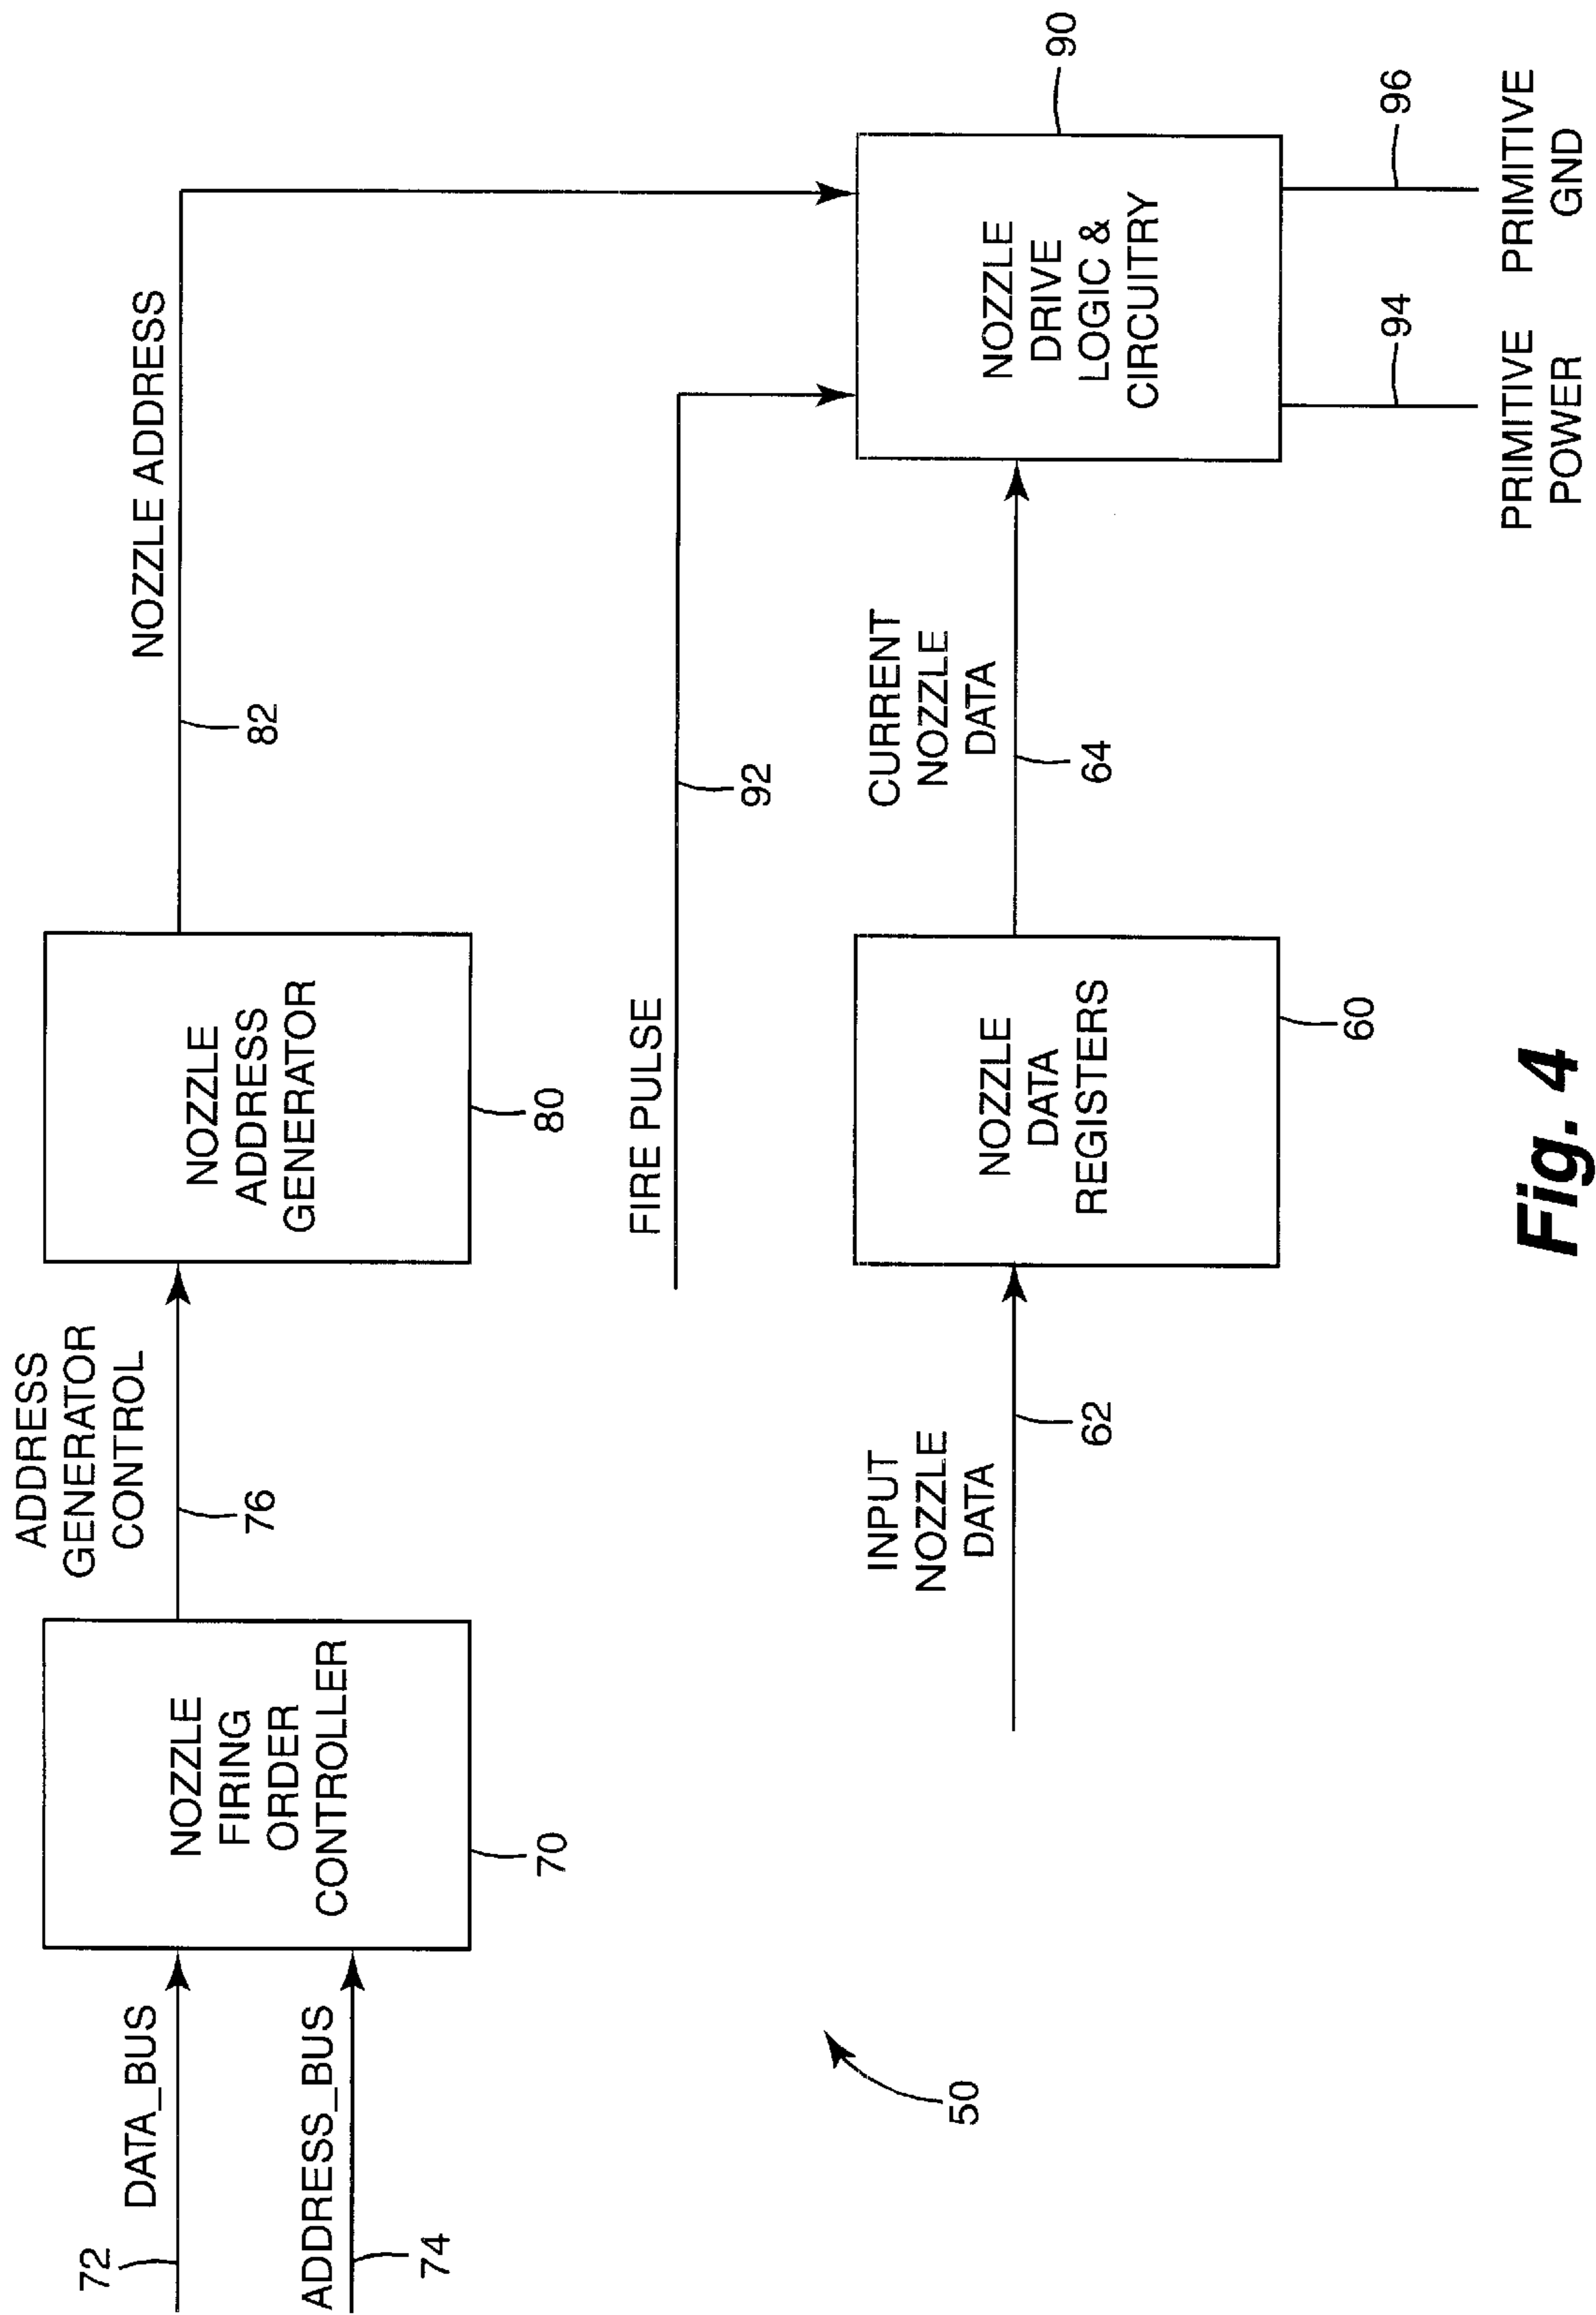 72
DATA_BUS
74
ADDRESS_BUS
NOZZLE
FIRING
ORDER
CONTROLLER
70
ADDRESS
GENERATOR
CONTROL
76
NOZZLE
ADDRESS
GENERATOR
80
NOZZLE ADDRESS
82
FIRE PULSE
92
INPUT
NOZZLE
DATA
62
NOZZLE
DATA
REGISTERS
60
CURRENT
NOZZLE
DATA
64
NOZZLE
DRIVE
LOGIC &
CIRCUITRY
90
94
96
PRIMITIVE
POWER
PRIMITIVE
GND
50
Fig. 4